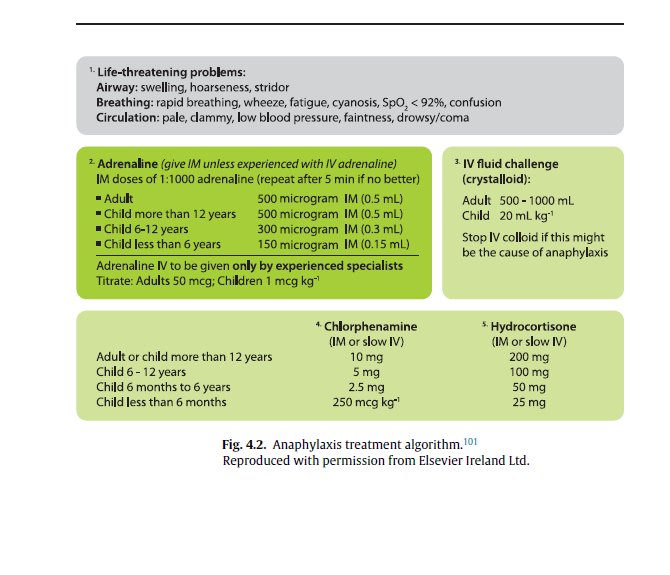 1. Life-threatening problems:
Airway: swelling, hoarseness, stridor
Breathing: rapid breathing, wheeze, fatigue, cyanosis, SpO₂ < 92%, confusion
Circulation: pale, clammy, low blood pressure, faintness, drowsy/coma
2. Adrenaline (give IM unless experienced with IV adrenaline)
IM doses of 1:1000 adrenaline (repeat after 5 min if no better)
▪ Adult 500 microgram IM (0.5 mL)
▪ Child more than 12 years 500 microgram IM (0.5 mL)
▪ Child 6-12 years 300 microgram IM (0.3 mL)
▪ Child less than 6 years 150 microgram IM (0.15 mL)
Adrenaline IV to be given only by experienced specialists
Titrate: Adults 50 mcg; Children 1 mcg kg⁻¹
3. IV fluid challenge
(crystalloid):
Adult 500 - 1000 mL
Child 20 mL kg⁻¹
Stop IV colloid if this might
be the cause of anaphylaxis
4. Chlorphenamine 5. Hydrocortisone
(IM or slow IV) (IM or slow IV)
Adult or child more than 12 years 10 mg 200 mg
Child 6 - 12 years 5 mg 100 mg
Child 6 months to 6 years 2.5 mg 50 mg
Child less than 6 months 250 mcg kg⁻¹ 25 mg
Fig. 4.2. Anaphylaxis treatment algorithm.¹⁰¹
Reproduced with permission from Elsevier Ireland Ltd.